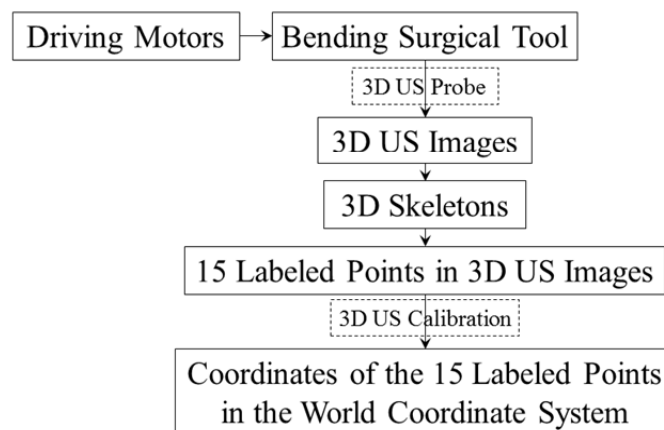 Driving Motors
Bending Surgical Tool
3D US Probe
3D US Images
3D Skeletons
15 Labeled Points in 3D US Images
3D US Calibration
Coordinates of the 15 Labeled Points
in the World Coordinate System